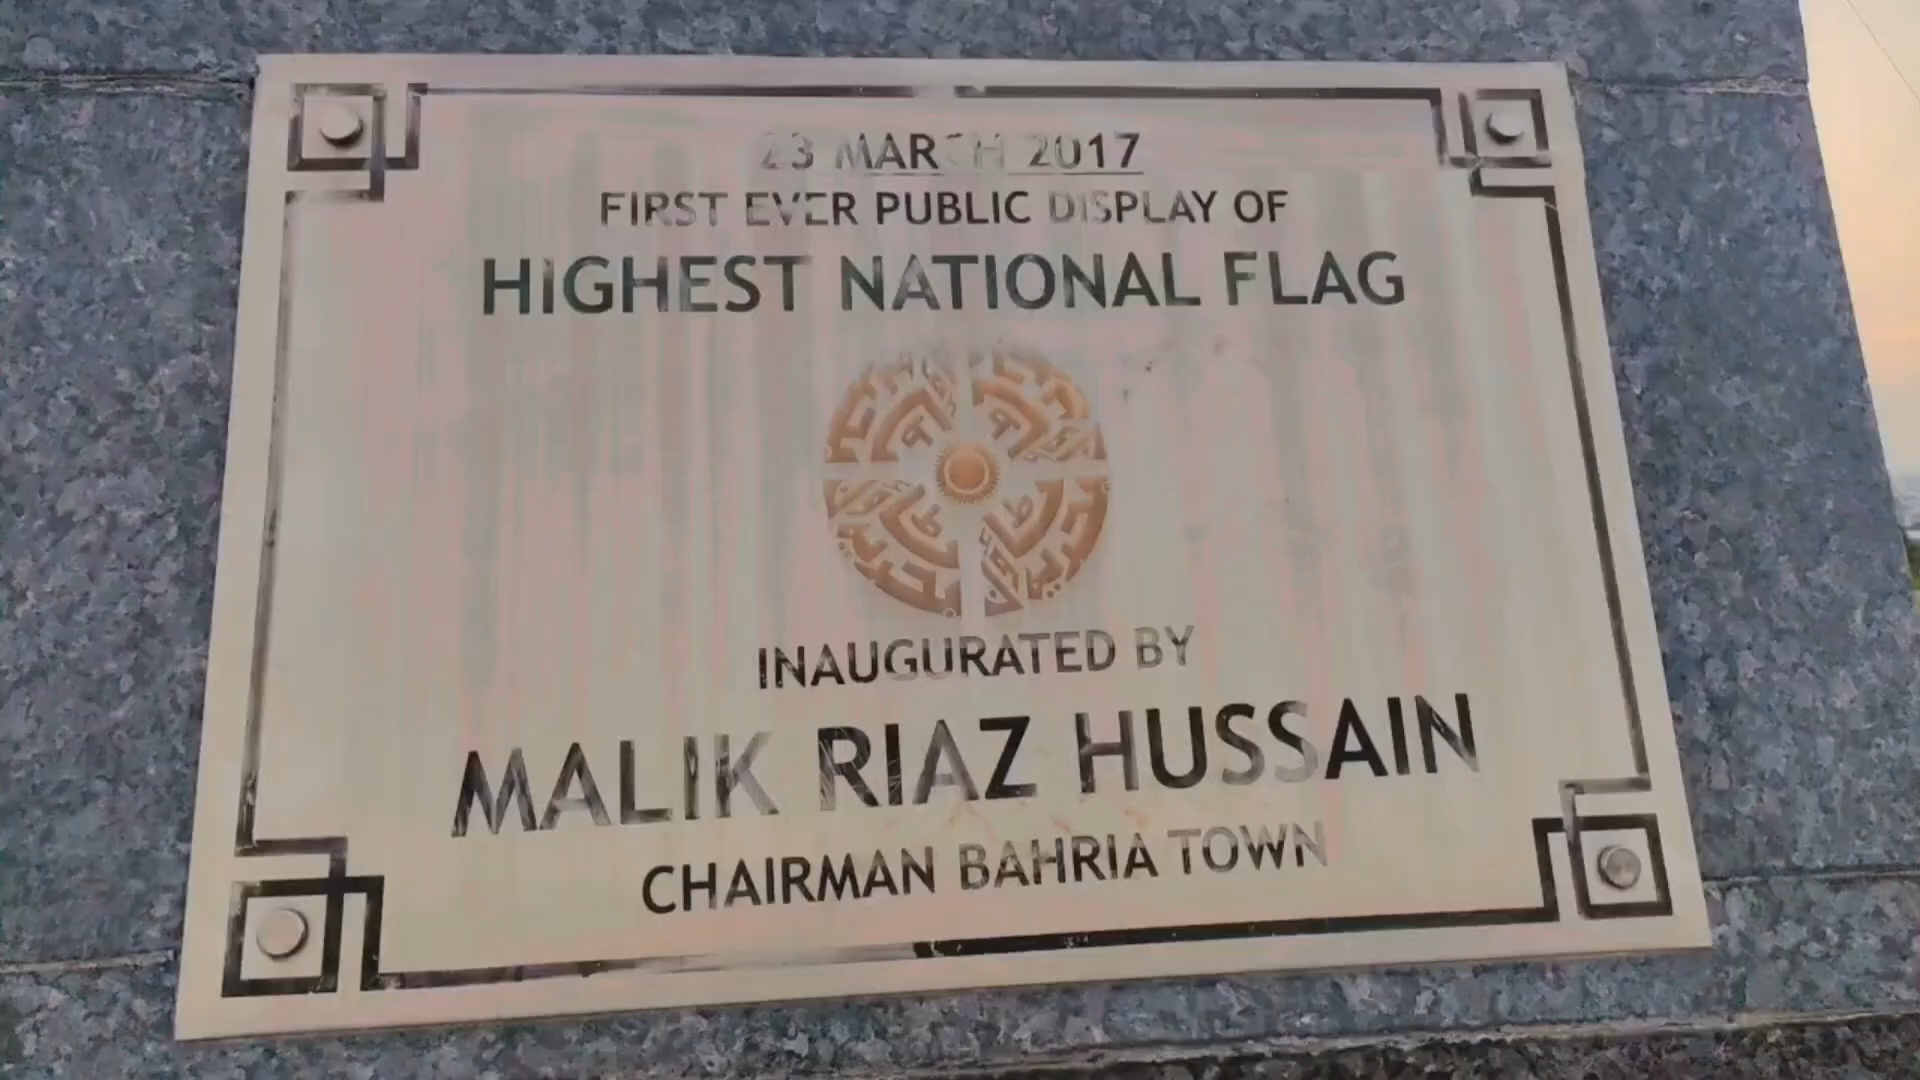 23 MARCH 2017
FIRST EVER PUBLIC DISPLAY OF
HIGHEST NATIONAL FLAG
INAUGURATED BY
MALIK RIAZ HUSSAIN
CHAIRMAN BAHRIA TOWN